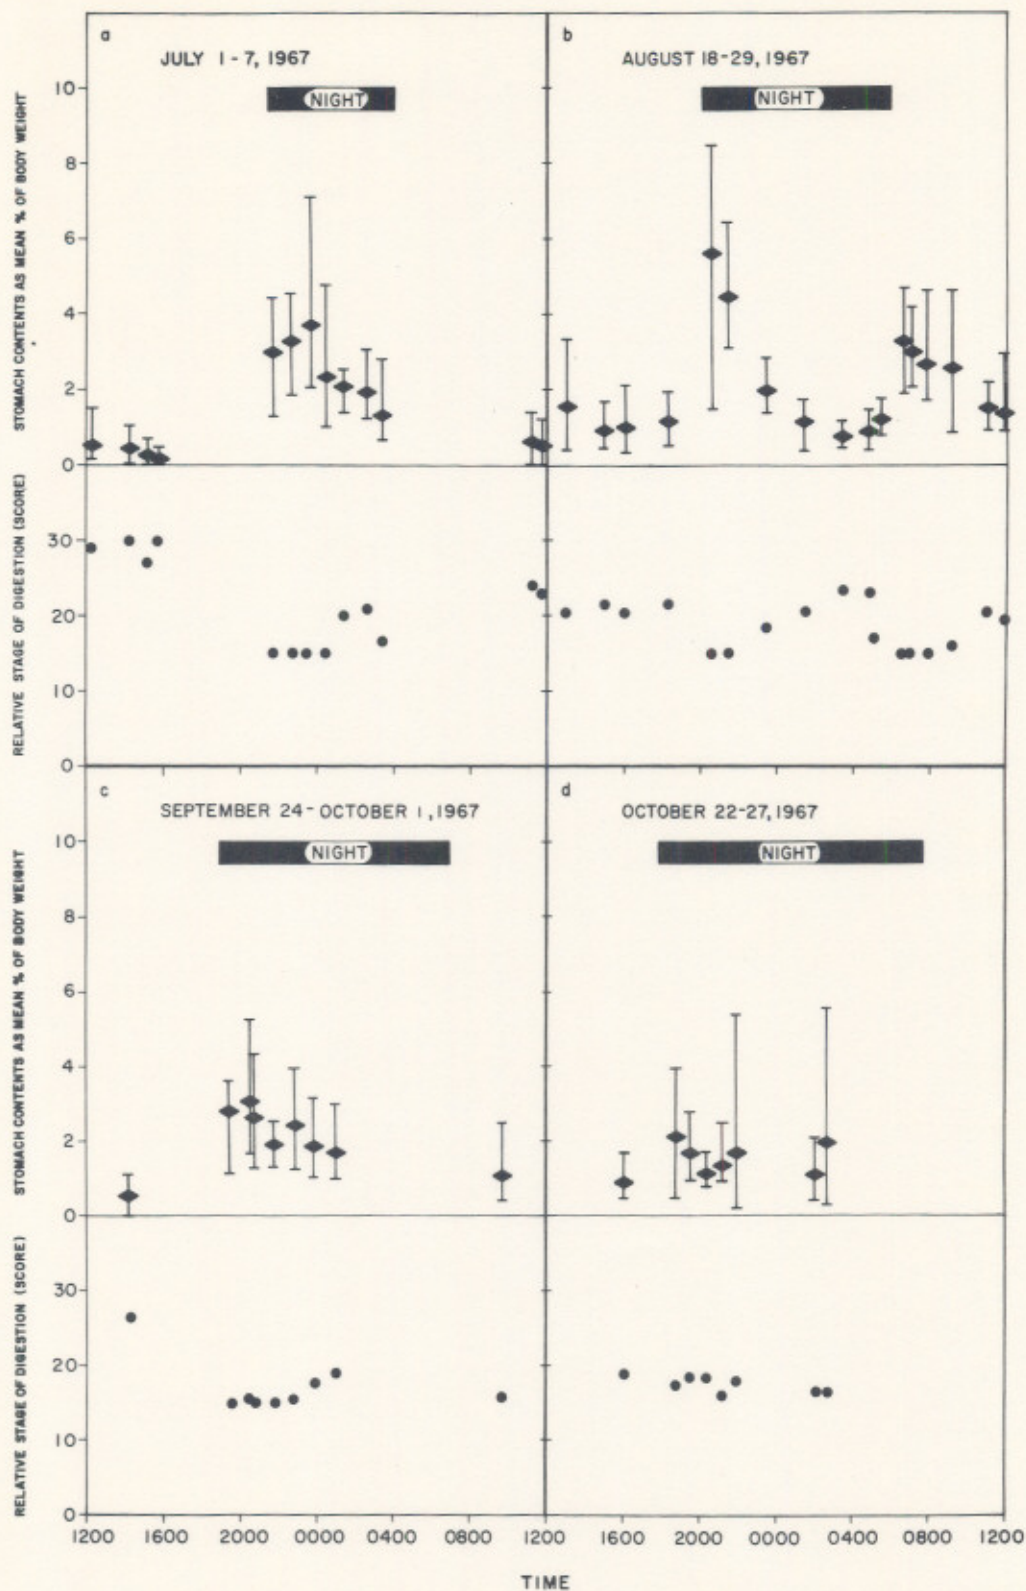 a
JULY 1-7, 1967
NIGHT
STOMACH CONTENTS AS MEAN % OF BODY WEIGHT
10
8
6
4
2
0
b
AUGUST 18-29, 1967
NIGHT
RELATIVE STAGE OF DIGESTION (SCORE)
30
20
10
0
c
SEPTEMBER 24-OCTOBER 1, 1967
NIGHT
STOMACH CONTENTS AS MEAN % OF BODY WEIGHT
10
8
6
4
2
0
d
OCTOBER 22-27, 1967
NIGHT
RELATIVE STAGE OF DIGESTION (SCORE)
30
20
10
0
1200 1600 2000 0000 0400 0800 1200 1600 2000 00-00 0400 0800 1200
TIME